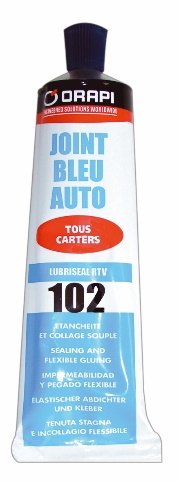 ORAPI
ENGINEERED SOLUTIONS WORLDWIDE
JOINT
BLEU
AUTO
TOUS
CARTERS
LUBRISEAL RTV
102
ETANCHEITE
ET COLLAGE SOUPLE
SEALING AND
FLEXIBLE GLUING
IMPERMEABILIDAD
Y PEGADO FLEXIBLE
ELASTISCHER ABDICHTER
UND KLEBER
TENUTA STAGNA
E INCOLLAGIO FLESSIBILE